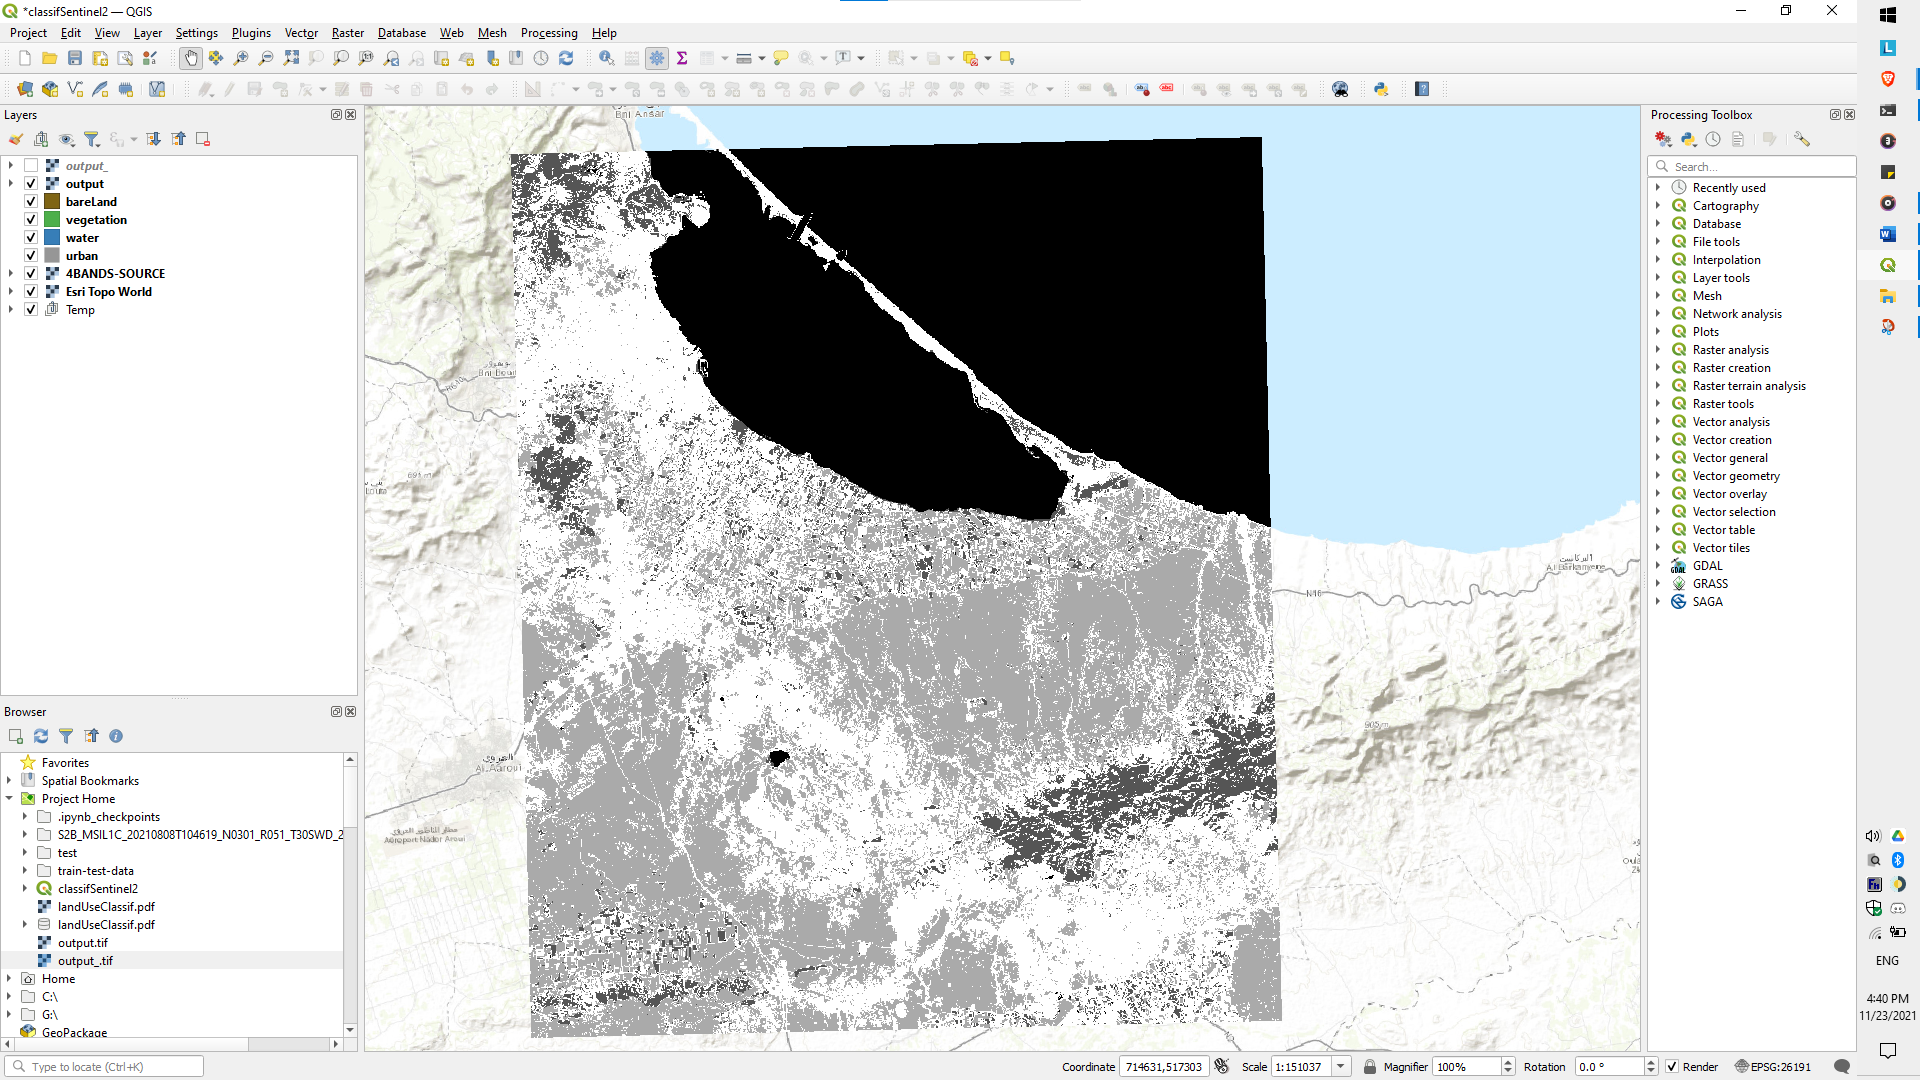 *classifSentinel2 — QGIS
Project Edit View Layer Settings Plugins Vector Raster Database Web Mesh Processing Help
Layers
output_
output
bareLand
vegetation
water
urban
4BANDS-SOURCE
Esri Topo World
Temp
Browser
Favorites
Spatial Bookmarks
Project Home
.ipynb_checkpoints
S2B_MSIL1C_20210808T104619_N0301_R051_T30SWD_2
test
train-test-data
classifSentinel2
landUseClassif.pdf
landUseClassif.pdf
output.tif
output_.tif
Home
C:\
G:\
GeoPackage
Bni Ansar
N16
العروي
Al Aaroui
Processing Toolbox
Search...
Recently used
Cartography
Database
File tools
Interpolation
Layer tools
Mesh
Network analysis
Plots
Raster analysis
Raster creation
Raster terrain analysis
Raster tools
Vector analysis
Vector creation
Vector general
Vector geometry
Vector overlay
Vector selection
Vector table
Vector tiles
GDAL
GRASS
SAGA
ENG
4:40 PM
11/23/2021
Type to locate (Ctrl+K)
Coordinate 714631,517303 Scale 1:151037 Magnifier 100% Rotation 0.0 ° Render EPSG:26191